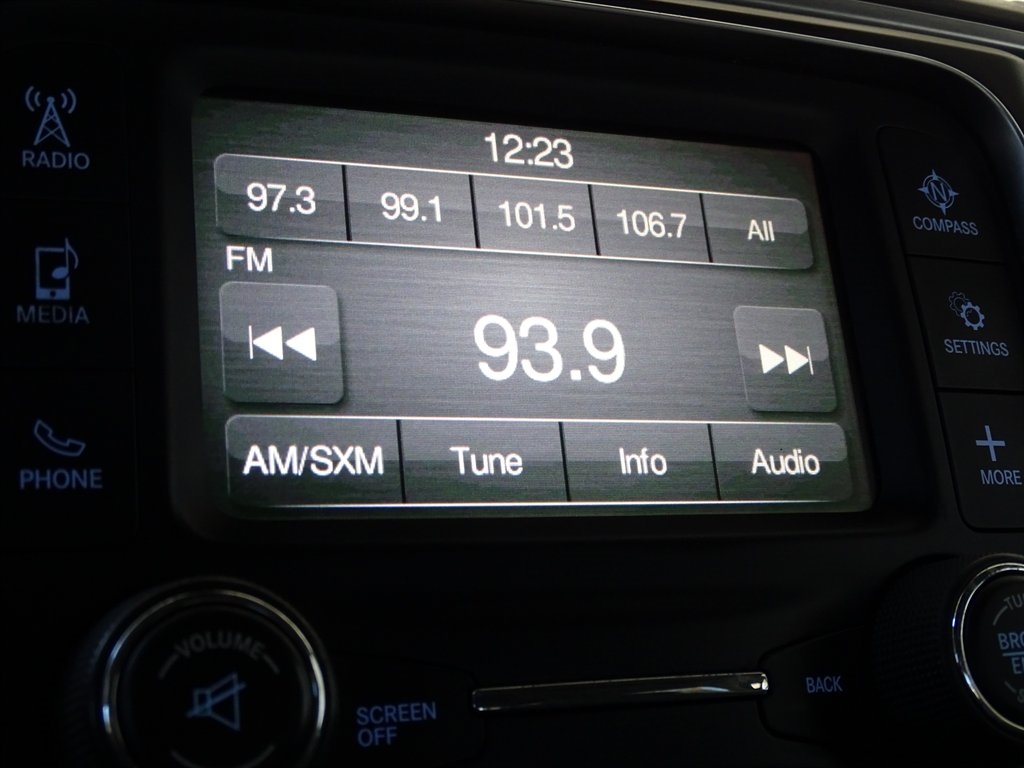 RADIO
MEDIA
PHONE
12:23
97.3 99.1 101.5 106.7 All
FM
93.9
AM/SXM Tune Info Audio
N
COMPASS
SETTINGS
MORE
VOLUME
SCREEN
OFF
BACK